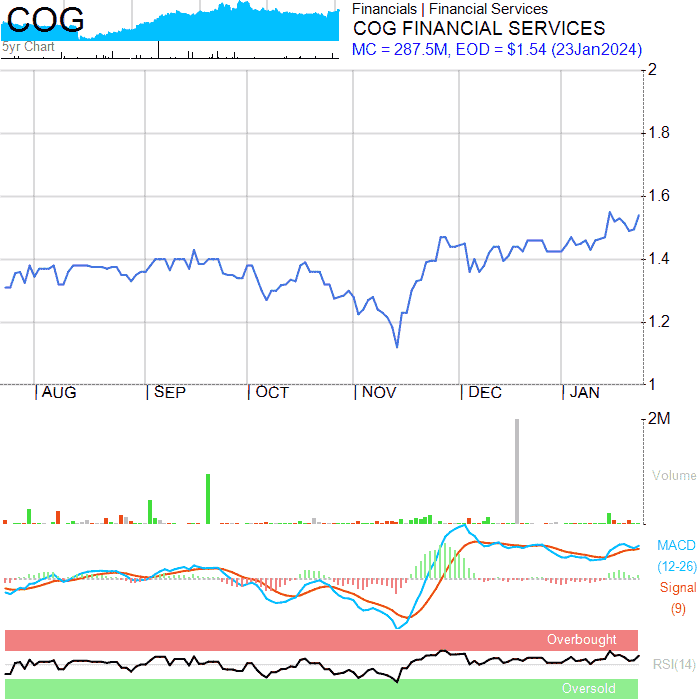 COG
5yr Chart
Financials | Financial Services
COG FINANCIAL SERVICES
MC = 287.5M, EOD = $1.54 (23Jan2024)
2
1.8
1.6
1.4
1.2
1
AUG
SEP
OCT
NOV
DEC
JAN
2M
Volume
MACD
(12-26)
Signal
(9)
Overbought
RSI(14)
Oversold